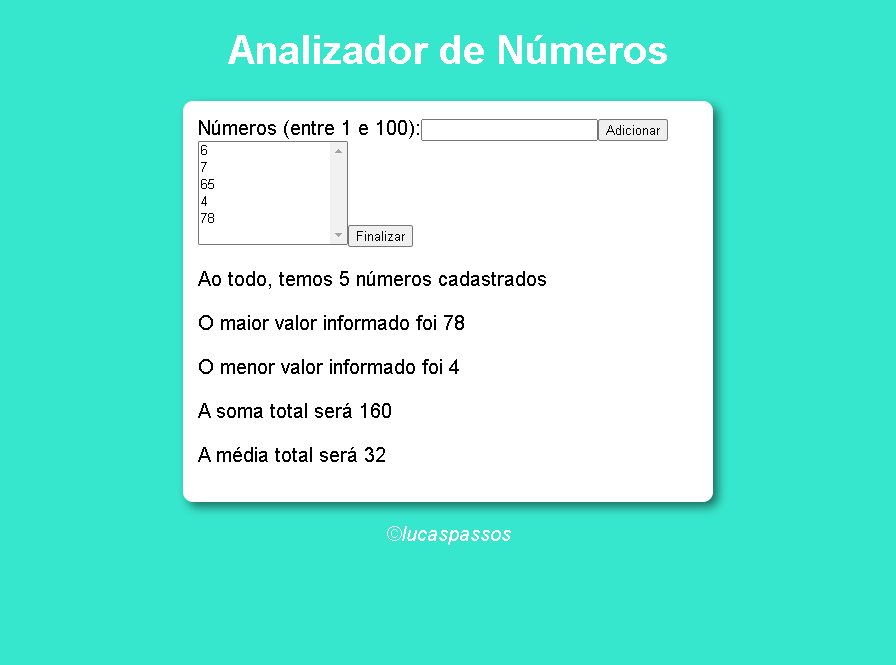 Analizador de Números
Números (entre 1 e 100): Adicionar
6
7
65
4
78
Finalizar
Ao todo, temos 5 números cadastrados
O maior valor informado foi 78
O menor valor informado foi 4
A soma total será 160
A média total será 32
©lucaspassos